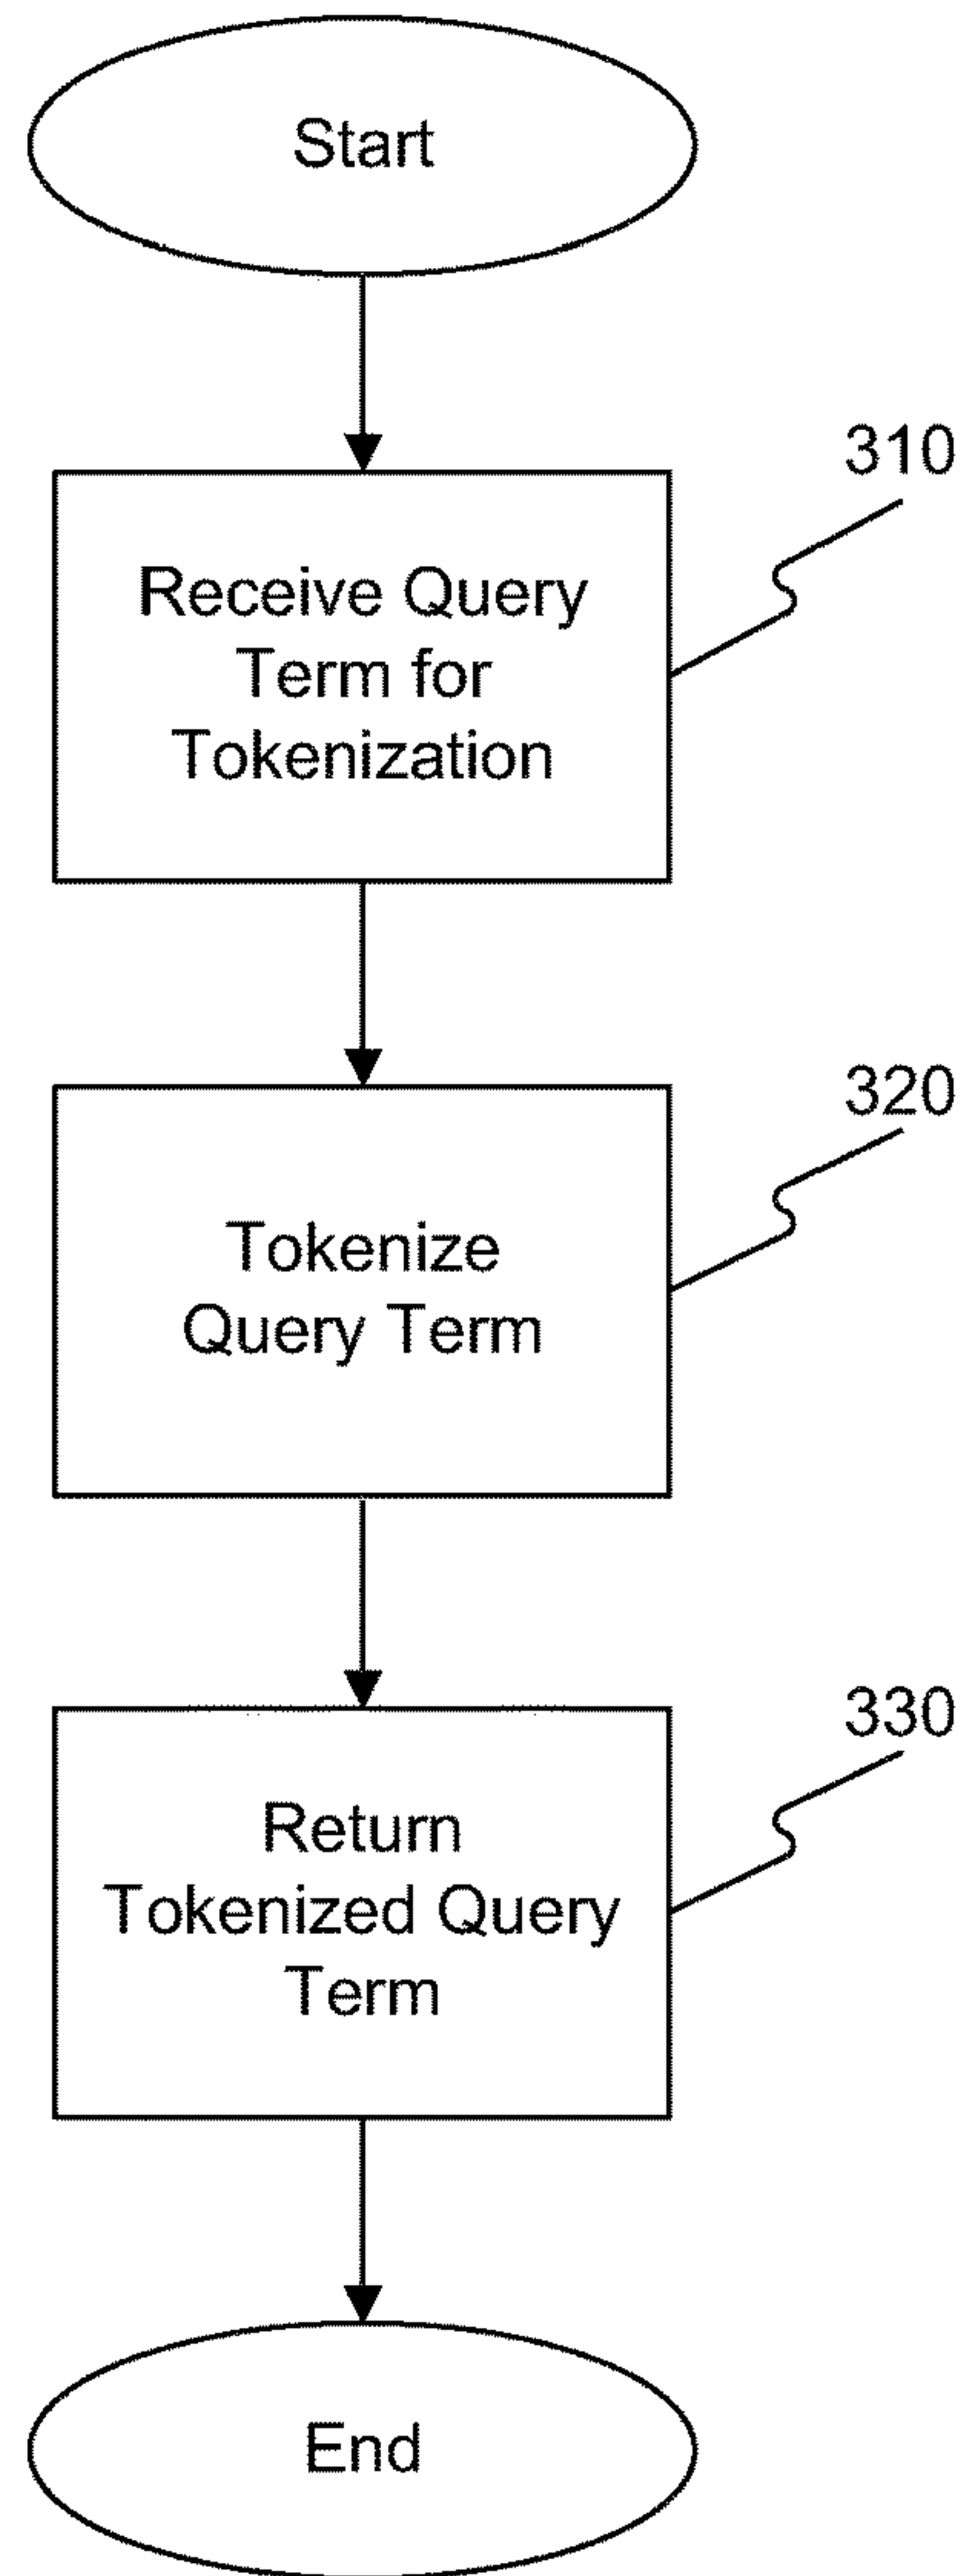 Start
310
Receive Query
Term for
Tokenization
320
Tokenize
Query Term
330
Return
Tokenized Query
Term
End